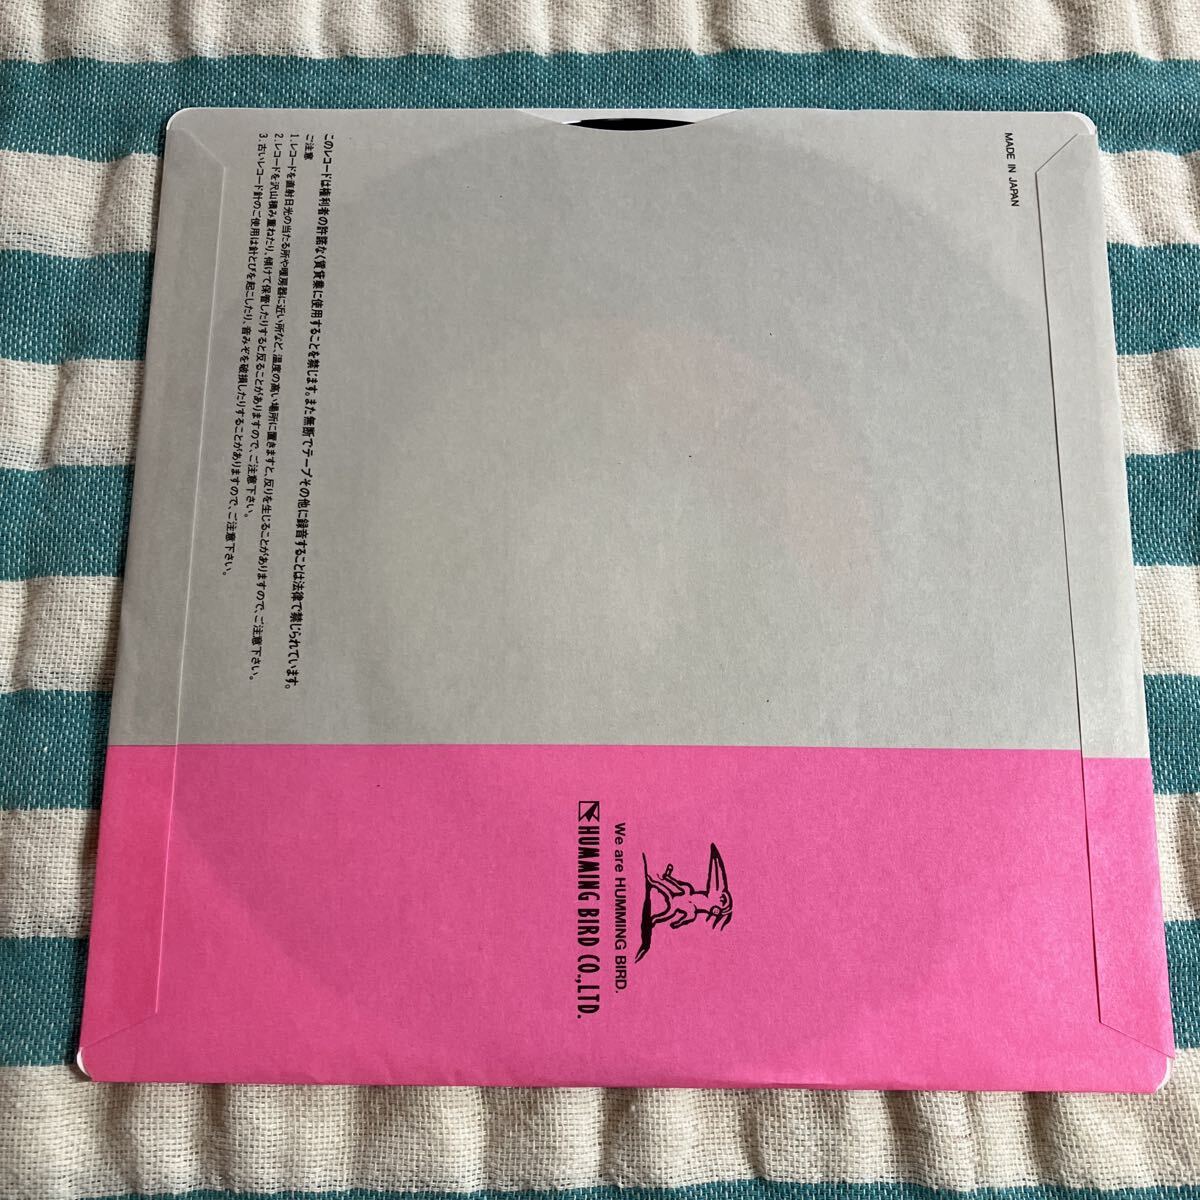 MADE IN JAPAN
このレコードは権利者の許諾なく賃貸業に使用することを禁じます。また無断でテープその他に録音することは法律で禁じられています。
ご注意
1.レコードを直射日光の当たる所や暖房器に近い所など、温度の高い場所に置きますと、反りを生じることがありますので、ご注意下さい。
2.レコードを沢山積み重ねたり、傾けて保管したりすると反ることがありますので、ご注意下さい。
3.古いレコード針のご使用は針とびを起こしたり、音みぞを破損したりすることがありますので、ご注意下さい。
We are HUMMING BIRD.
HUMMING BIRD CO.,LTD.